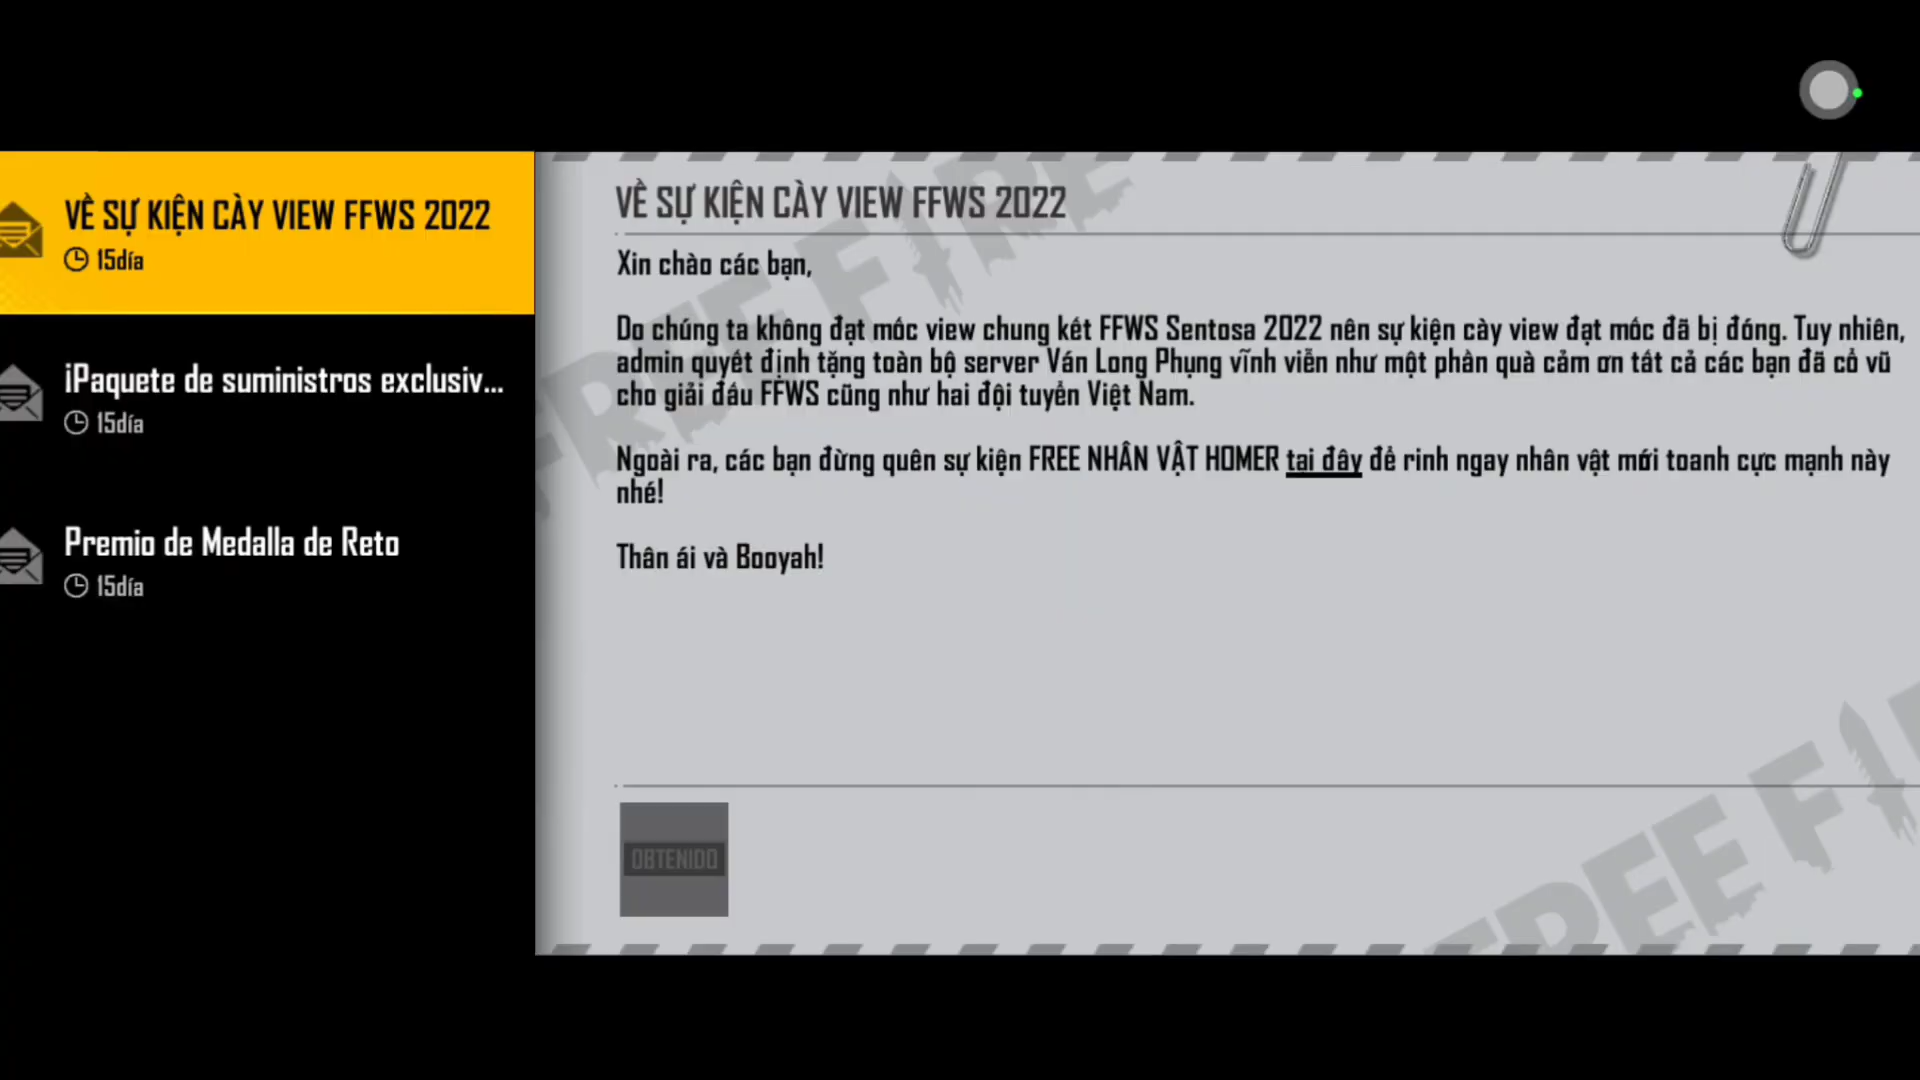 VỀ SỰ KIỆN CÀY VIEW FFWS 2022
15día
¡Paquete de suministros exclusiv...
15día
Premio de Medalla de Reto
15día
VỀ SỰ KIỆN CÀY VIEW FFWS 2022
Xin chào các bạn,
Do chúng ta không đạt mốc view chung kết FFWS Sentosa 2022 nên sự kiện cày view đạt mốc đã bị đóng. Tuy nhiên,
admin quyết định tặng toàn bộ server Ván Long Phụng vĩnh viễn như một phần quà cảm ơn tất cả các bạn đã cổ vũ
cho giải đấu FFWS cũng như hai đội tuyển Việt Nam.
Ngoài ra, các bạn đừng quên sự kiện FREE NHÂN VẬT HOMER tại đây để rinh ngay nhân vật mới toanh cực mạnh này
nhé!
Thân ái và Booyah!
OBTENIDO
FREE FIRE
FREE FI